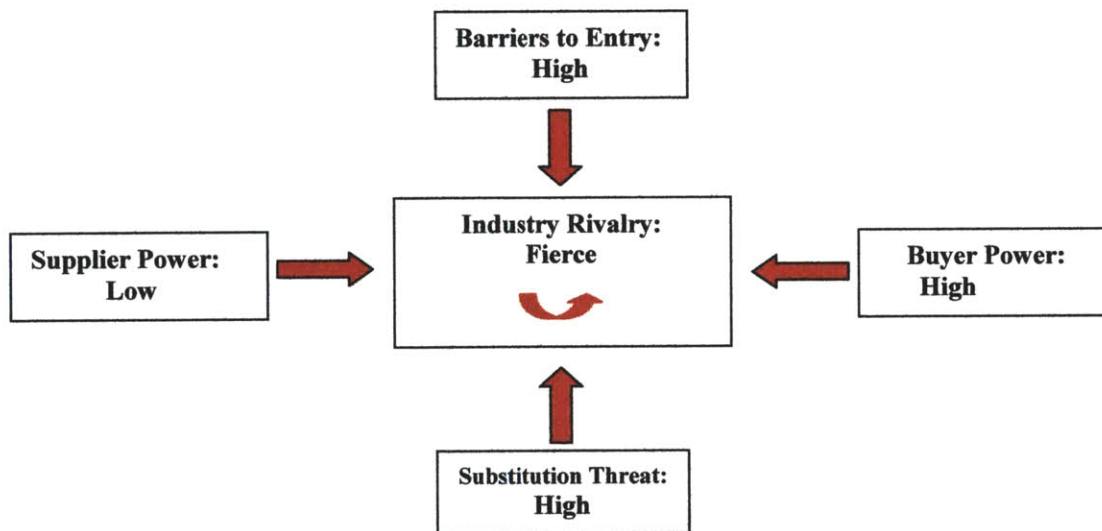 Barriers to Entry:
High
Industry Rivalry:
Fierce
Supplier Power:
Low
Buyer Power:
High
Substitution Threat:
High